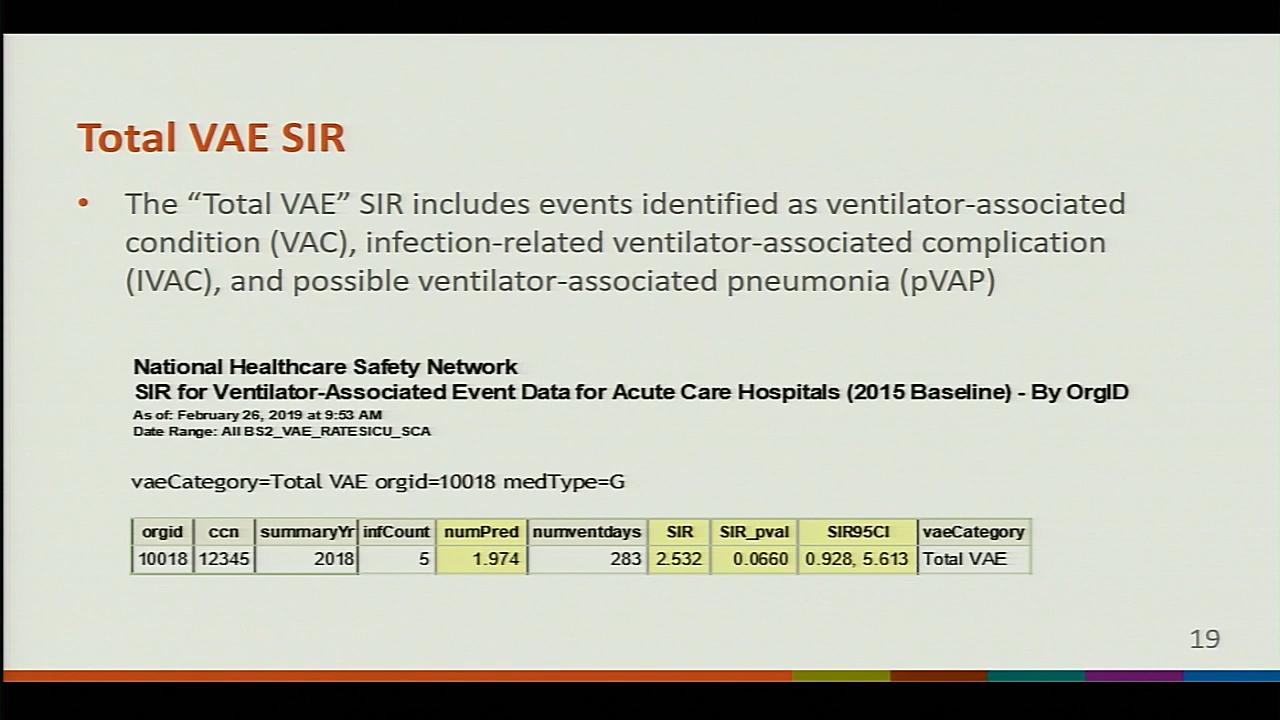 Total VAE SIR
• The “Total VAE” SIR includes events identified as ventilator-associated
condition (VAC), infection-related ventilator-associated complication
(IVAC), and possible ventilator-associated pneumonia (pVAP)
National Healthcare Safety Network
SIR for Ventilator-Associated Event Data for Acute Care Hospitals (2015 Baseline) - By OrgID
As of: February 26, 2019 at 9:53 AM
Date Range: All BS2_VAE_RATESICU_SCA
vaeCategory=Total VAE orgid=10018 medType=G
orgid ccn summaryYr infCount numPred numventdays SIR SIR_pval SIR95CI vaeCategory
10018 12345 2018 5 1.974 283 2.532 0.0660 0.928, 5.613 Total VAE
19